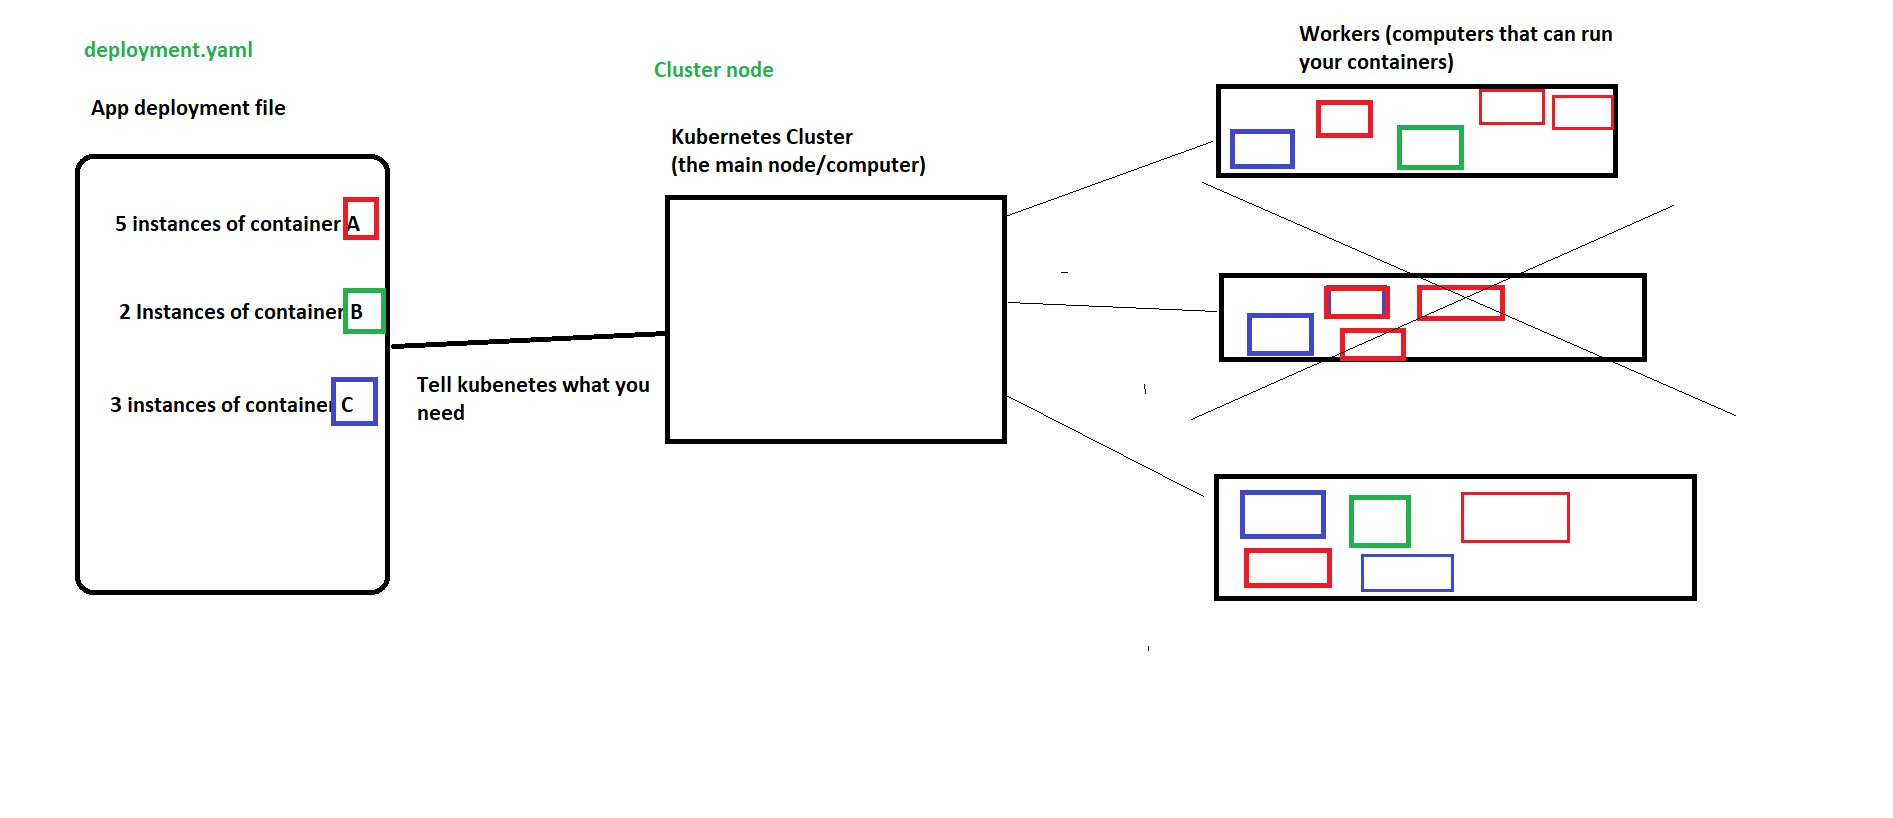 deployment.yaml
App deployment file
5 instances of container A
2 Instances of container B
3 instances of container C
Tell kubenetes what you
need
Cluster node
Kubernetes Cluster
(the main node/computer)
Workers (computers that can run
your containers)